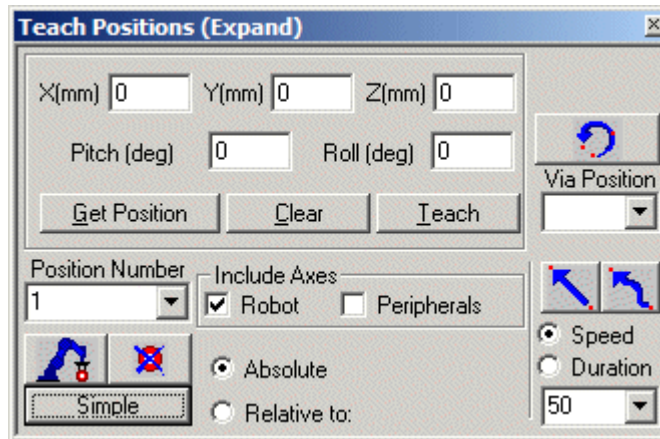 Teach Positions (Expand)
X(mm) 0 Y(mm) 0 Z(mm) 0
Pitch (deg) 0 Roll (deg) 0
Get Position Clear Teach
Via Position
Position Number
1
Include Axes
Robot Peripherals
Simple
Absolute
Relative to:
Speed
Duration
50